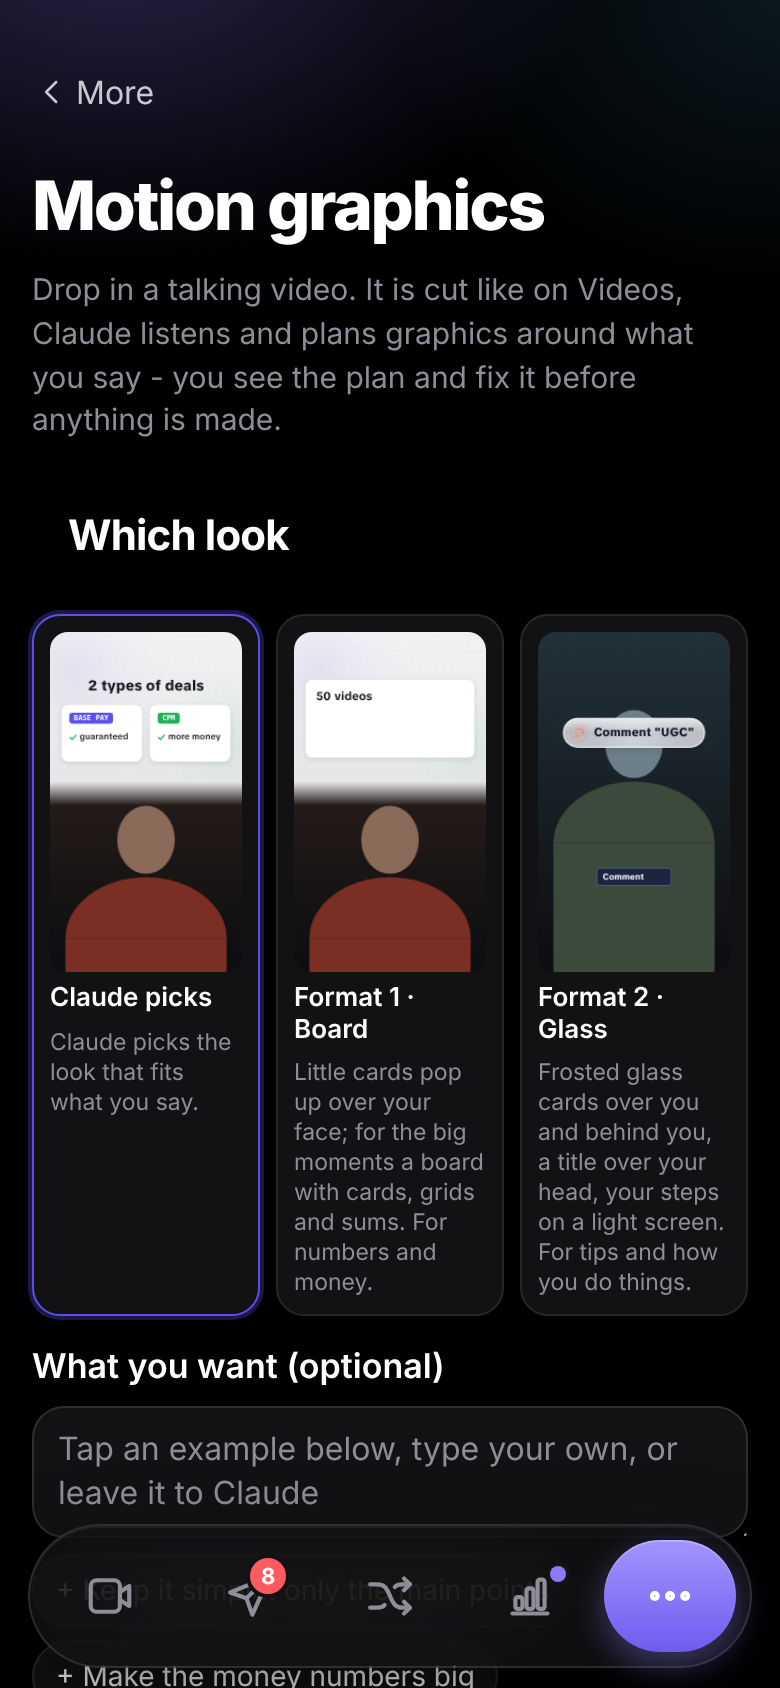 More
Motion graphics
Drop in a talking video. It is cut like on Videos,
Claude listens and plans graphics around what
you say - you see the plan and fix it before
anything is made.
Which look
2 types of deals
BASE PAY
guaranteed
CPM
more money
Claude picks
Claude picks the
look that fits
what you say.
50 videos
Format 1 ·
Board
Little cards pop
up over your
face; for the big
moments a board
with cards, grids
and sums. For
numbers and
money.
Comment "UGC"
Comment
Format 2 ·
Glass
Frosted glass
cards over you
and behind you,
a title over your
head, your steps
on a light screen.
For tips and how
you do things.
What you want (optional)
Tap an example below, type your own, or
leave it to Claude
+ Keep it simple, only the main points
8
+ Make the money numbers big